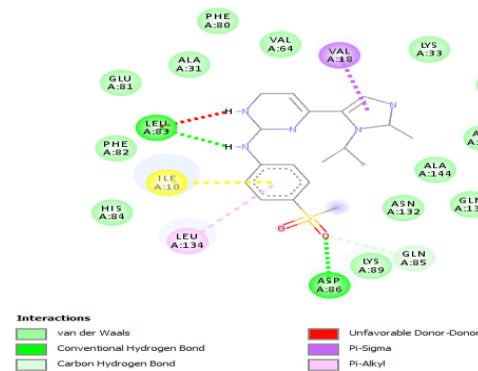 PHE
A:80
VAL
A:64
VAL
A:18
LYS
A:33
ALA
A:31
GLU
A:81
LEU
A:83
H
N
N
N
N
PHE
A:82
H
N
ILE
A:10
ALA
A:144
HIS
A:84
ASN
A:132
GLN
A:13
LEU
A:134
S
O
O
LYS
A:89
GLN
A:85
ASP
A:86
Interactions
van der Waals
Conventional Hydrogen Bond
Carbon Hydrogen Bond
Unfavorable Donor-Donor
Pi-Sigma
Pi-Alkyl